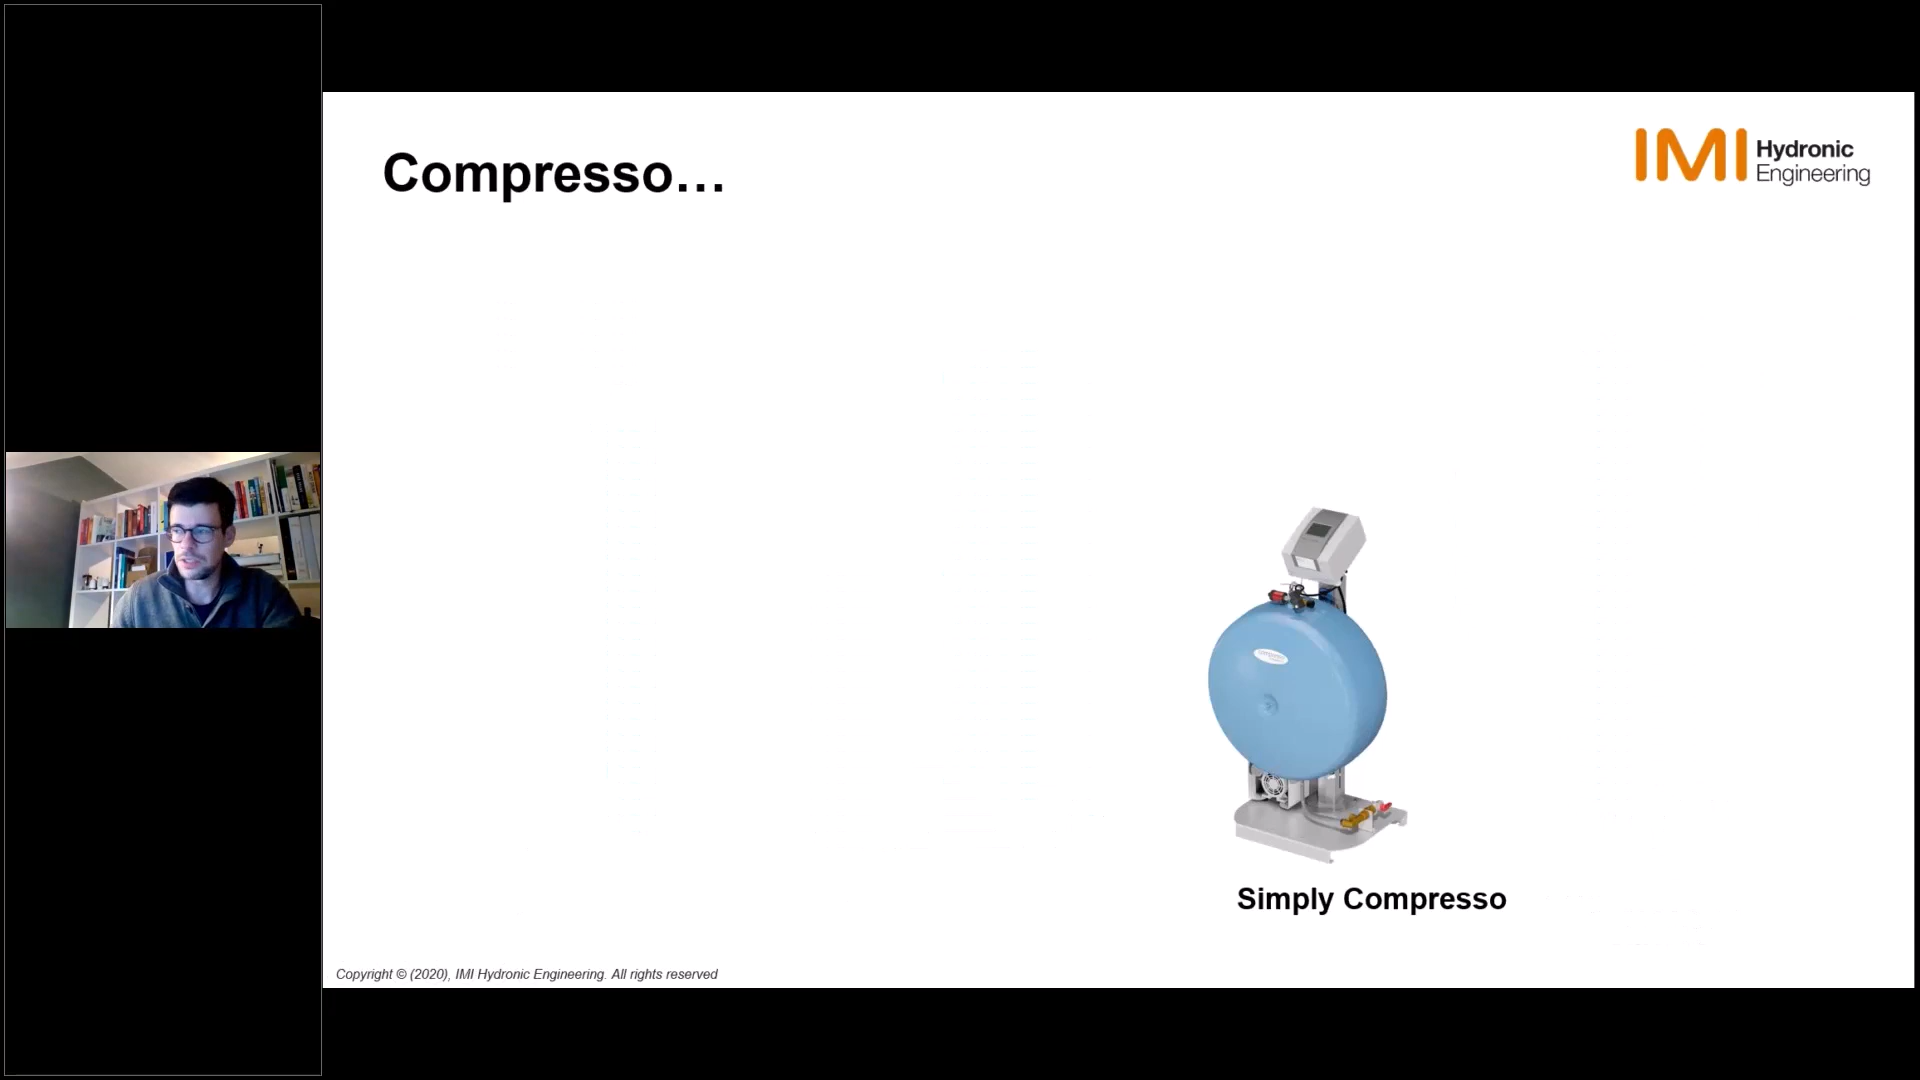 Compresso…
IMI Hydronic
Engineering
Simply Compresso
Copyright © (2020), IMI Hydronic Engineering. All rights reserved